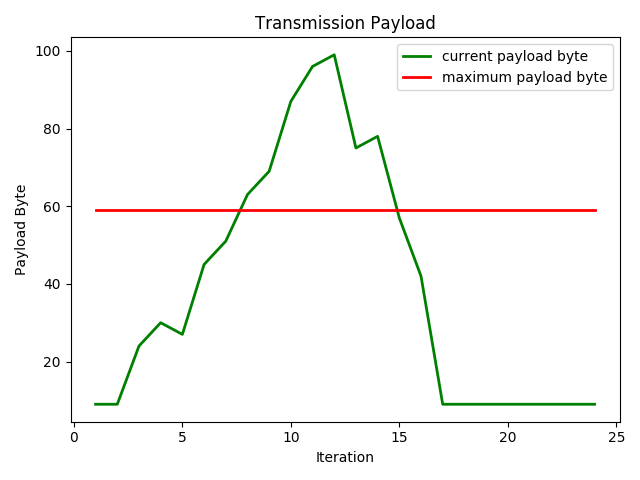 Transmission Payload
current payload byte
maximum payload byte
Payload Byte
100
80
60
40
20
0
5
10
15
20
25
Iteration